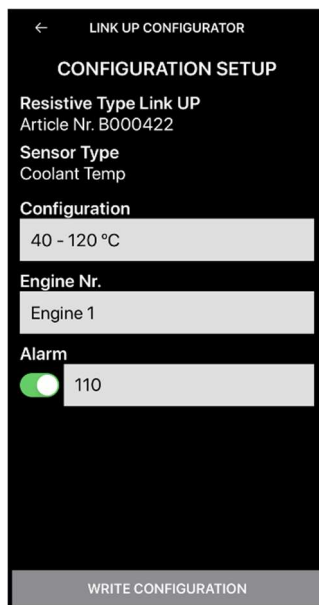 LINK UP CONFIGURATOR
CONFIGURATION SETUP
Resistive Type Link UP
Article Nr. B000422
Sensor Type
Coolant Temp
Configuration
40 - 120 °C
Engine Nr.
Engine 1
Alarm
110
WRITE CONFIGURATION